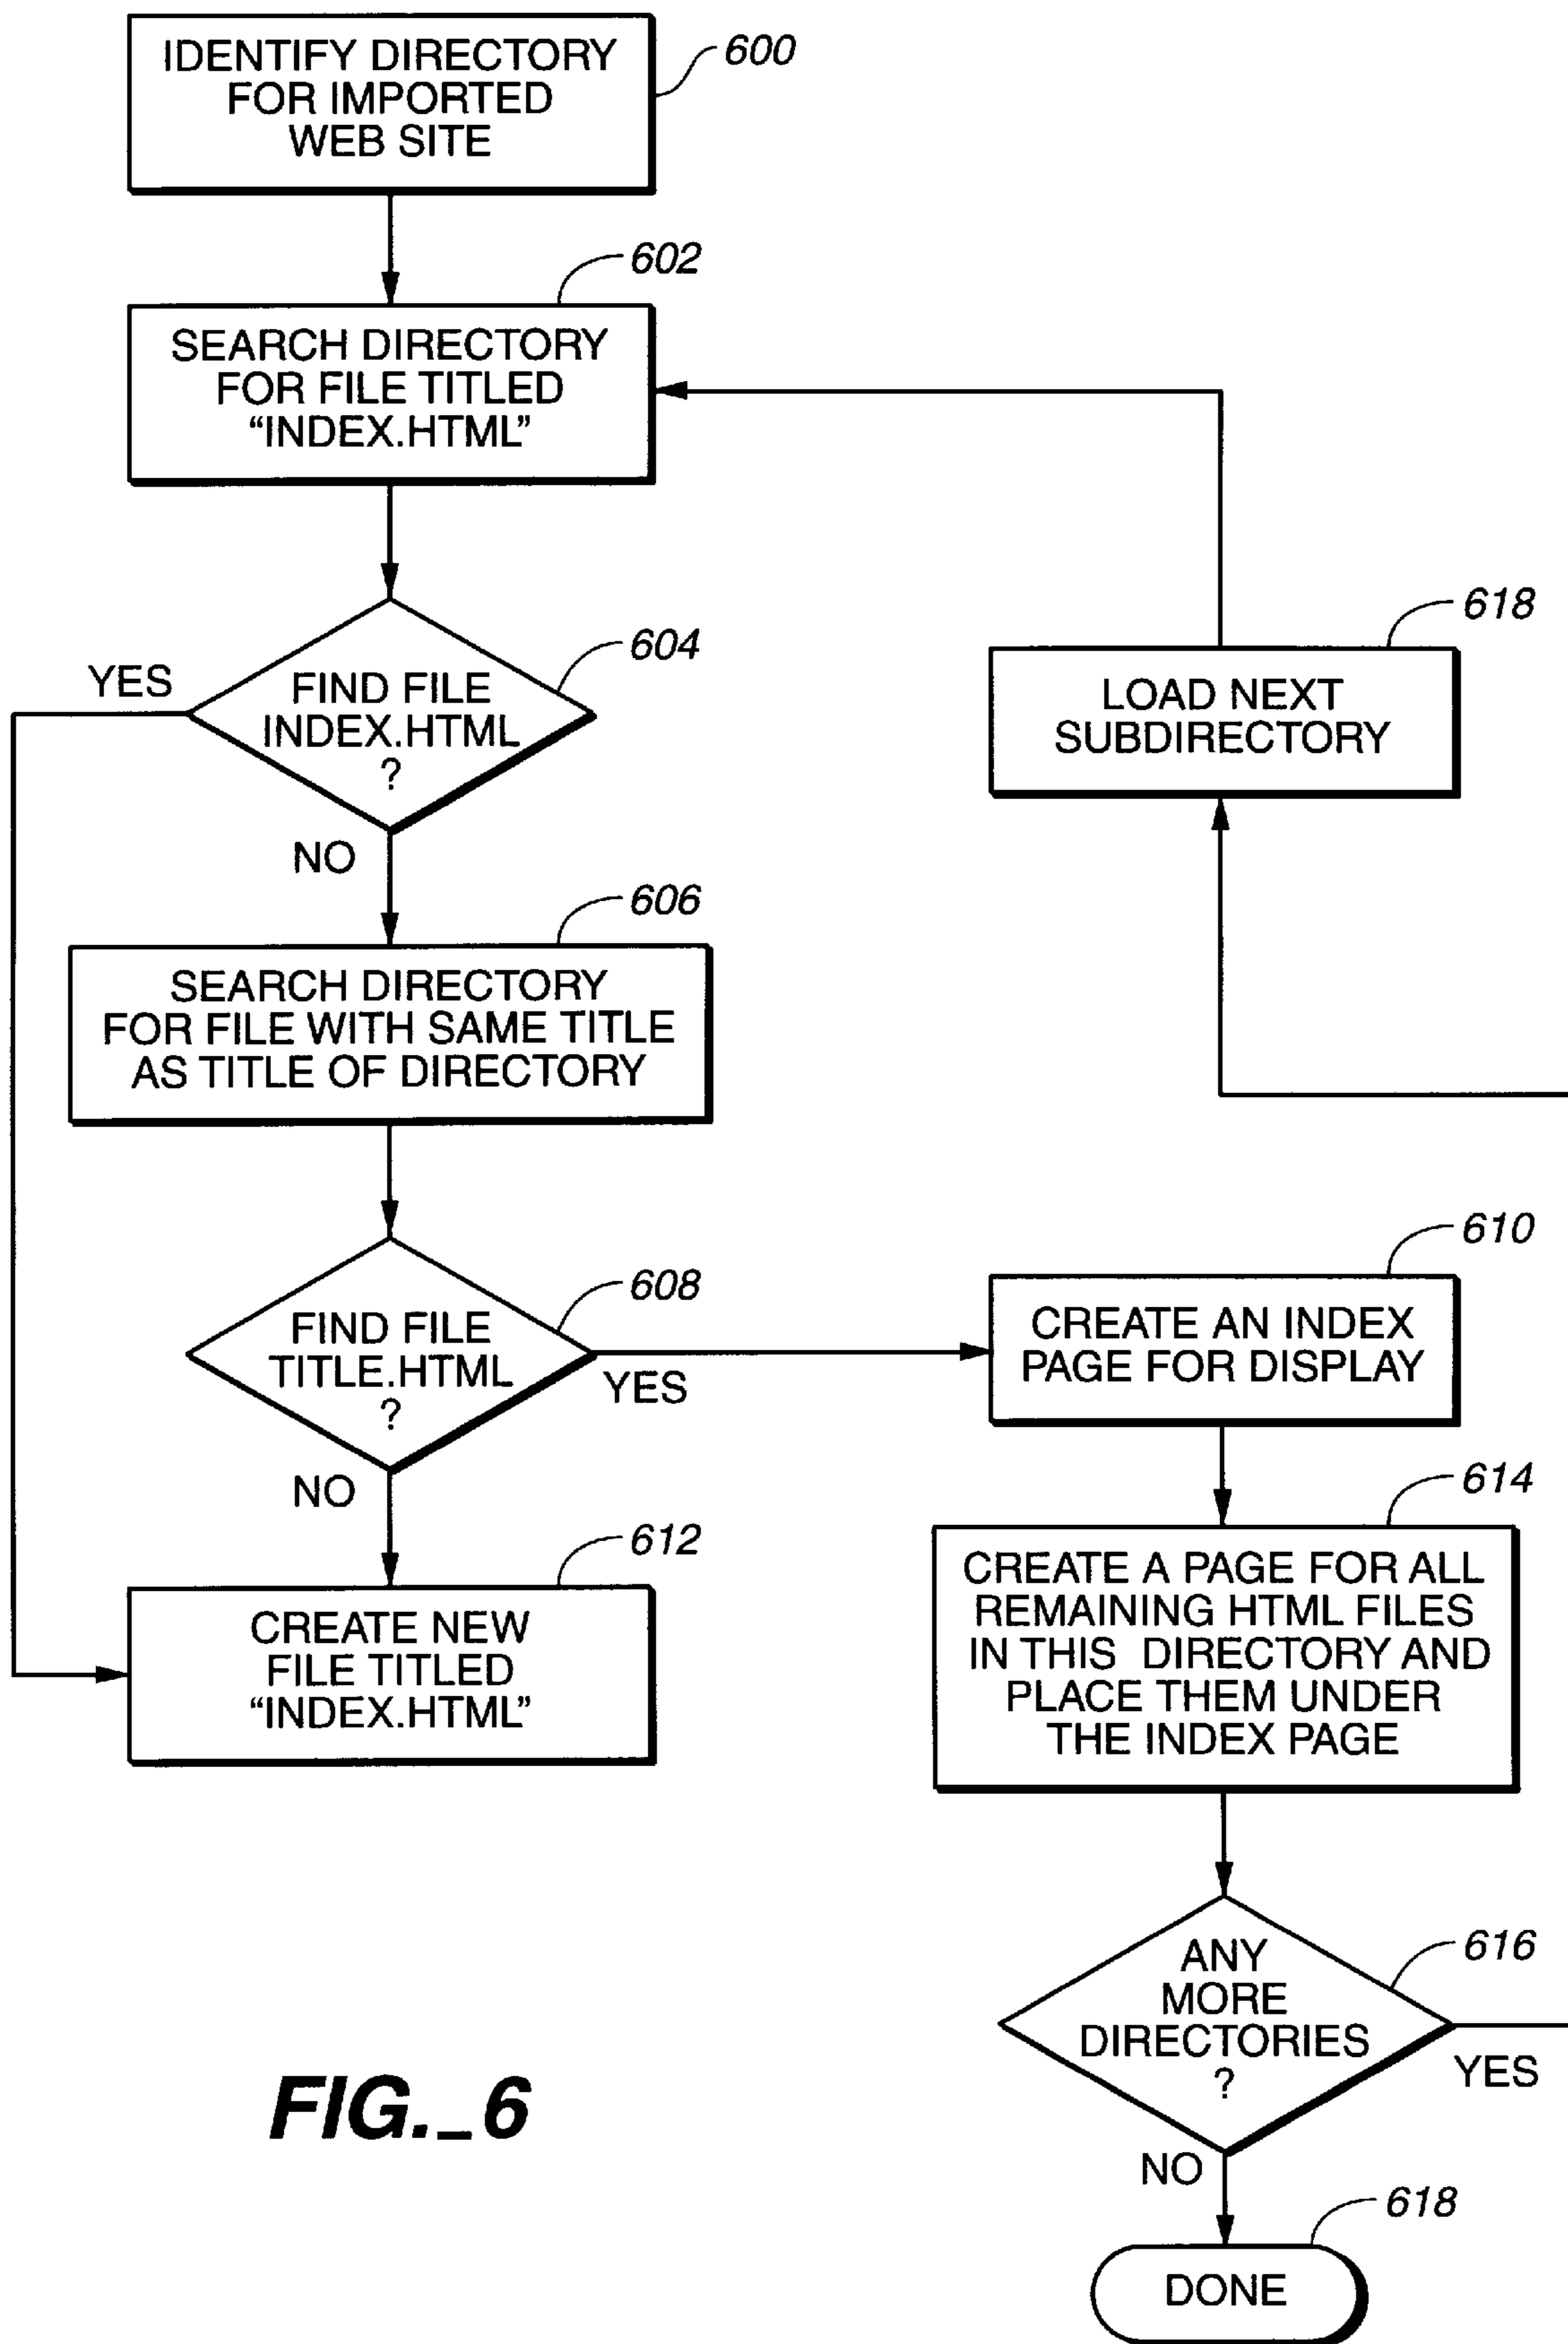 IDENTIFY DIRECTORY
FOR IMPORTED
WEB SITE
600
SEARCH DIRECTORY
FOR FILE TITLED
“INDEX.HTML”
602
FIND FILE
INDEX.HTML
?
604
YES
NO
SEARCH DIRECTORY
FOR FILE WITH SAME TITLE
AS TITLE OF DIRECTORY
606
FIND FILE
TITLE.HTML
?
608
YES
NO
CREATE NEW
FILE TITLED
“INDEX.HTML”
612
LOAD NEXT
SUBDIRECTORY
618
CREATE AN INDEX
PAGE FOR DISPLAY
610
CREATE A PAGE FOR ALL
REMAINING HTML FILES
IN THIS DIRECTORY AND
PLACE THEM UNDER
THE INDEX PAGE
614
ANY
MORE
DIRECTORIES
?
616
YES
NO
DONE
618
FIG._6